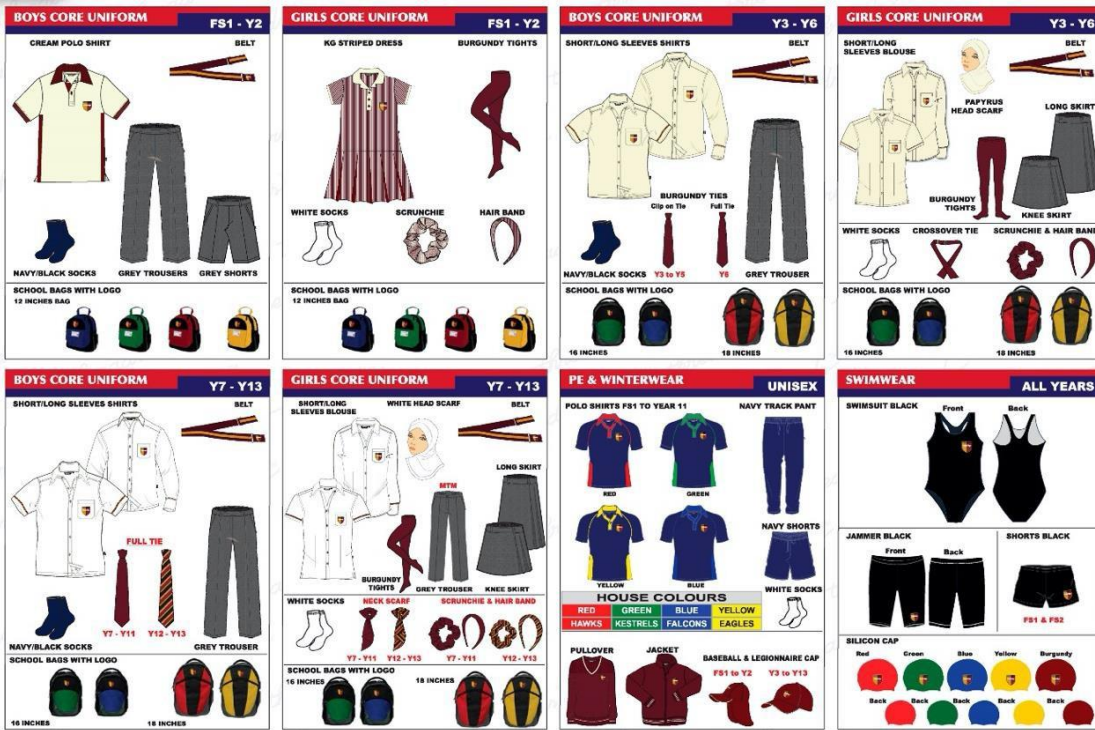 BOYS CORE UNIFORM
FS1 - Y2
CREAM POLO SHIRT
BELT
NAVY/BLACK SOCKS
GREY TROUSERS
GREY SHORTS
SCHOOL BAGS WITH LOGO
12 INCHES BAG
GIRLS CORE UNIFORM
FS1 - Y2
KG STRIPED DRESS
BURGUNDY TIGHTS
WHITE SOCKS
SCRUNCHIE
HAIR BAND
SCHOOL BAGS WITH LOGO
12 INCHES BAG
BOYS CORE UNIFORM
Y3 - Y6
SHORT/LONG SLEEVES SHIRTS
BELT
BURGUNDY TIES
Clip on Tie
Full Tie
NAVY/BLACK SOCKS
Y3 to Y5
Y6
GREY TROUSER
SCHOOL BAGS WITH LOGO
16 INCHES
18 INCHES
GIRLS CORE UNIFORM
Y3 - Y6
SHORT/LONG
SLEEVES BLOUSE
BELT
PAPYRUS
HEAD SCARF
LONG SKIRT
BURGUNDY
TIGHTS
KNEE SKIRT
WHITE SOCKS
CROSSOVER TIE
SCRUNCHIE & HAIR BAND
SCHOOL BAGS WITH LOGO
16 INCHES
18 INCHES
BOYS CORE UNIFORM
Y7 - Y13
SHORT/LONG SLEEVES SHIRTS
BELT
FULL TIE
Y7 - Y11
Y12 - Y13
NAVY/BLACK SOCKS
GREY TROUSER
SCHOOL BAGS WITH LOGO
16 INCHES
18 INCHES
GIRLS CORE UNIFORM
Y7 - Y13
SHORT/LONG
SLEEVES BLOUSE
WHITE HEAD SCARF
BELT
LONG SKIRT
MTM
BURGUNDY
TIGHTS
GREY TROUSER
KNEE SKIRT
WHITE SOCKS
NECK SCARF
SCRUNCHIE & HAIR BAND
Y7 - Y11
Y12 - Y13
Y7 - Y11
Y12 - Y13
SCHOOL BAGS WITH LOGO
16 INCHES
18 INCHES
PE & WINTERWEAR
UNISEX
POLO SHIRTS FS1 TO YEAR 11
NAVY TRACK PANT
RED
GREEN
NAVY SHORTS
YELLOW
BLUE
HOUSE COLOURS
RED GREEN BLUE YELLOW
HAWKS KESTRELS FALCONS EAGLES
WHITE SOCKS
PULLOVER
JACKET
BASEBALL & LEGIONNAIRE CAP
FS1 to Y2
Y3 to Y13
SWIMWEAR
ALL YEARS
SWIMSUIT BLACK
Front
Back
JAMMER BLACK
Front
Back
SHORTS BLACK
FS1 & FS2
SILICON CAP
Red
Green
Blue
Yellow
Burgundy
Back
Back
Back
Back
Back